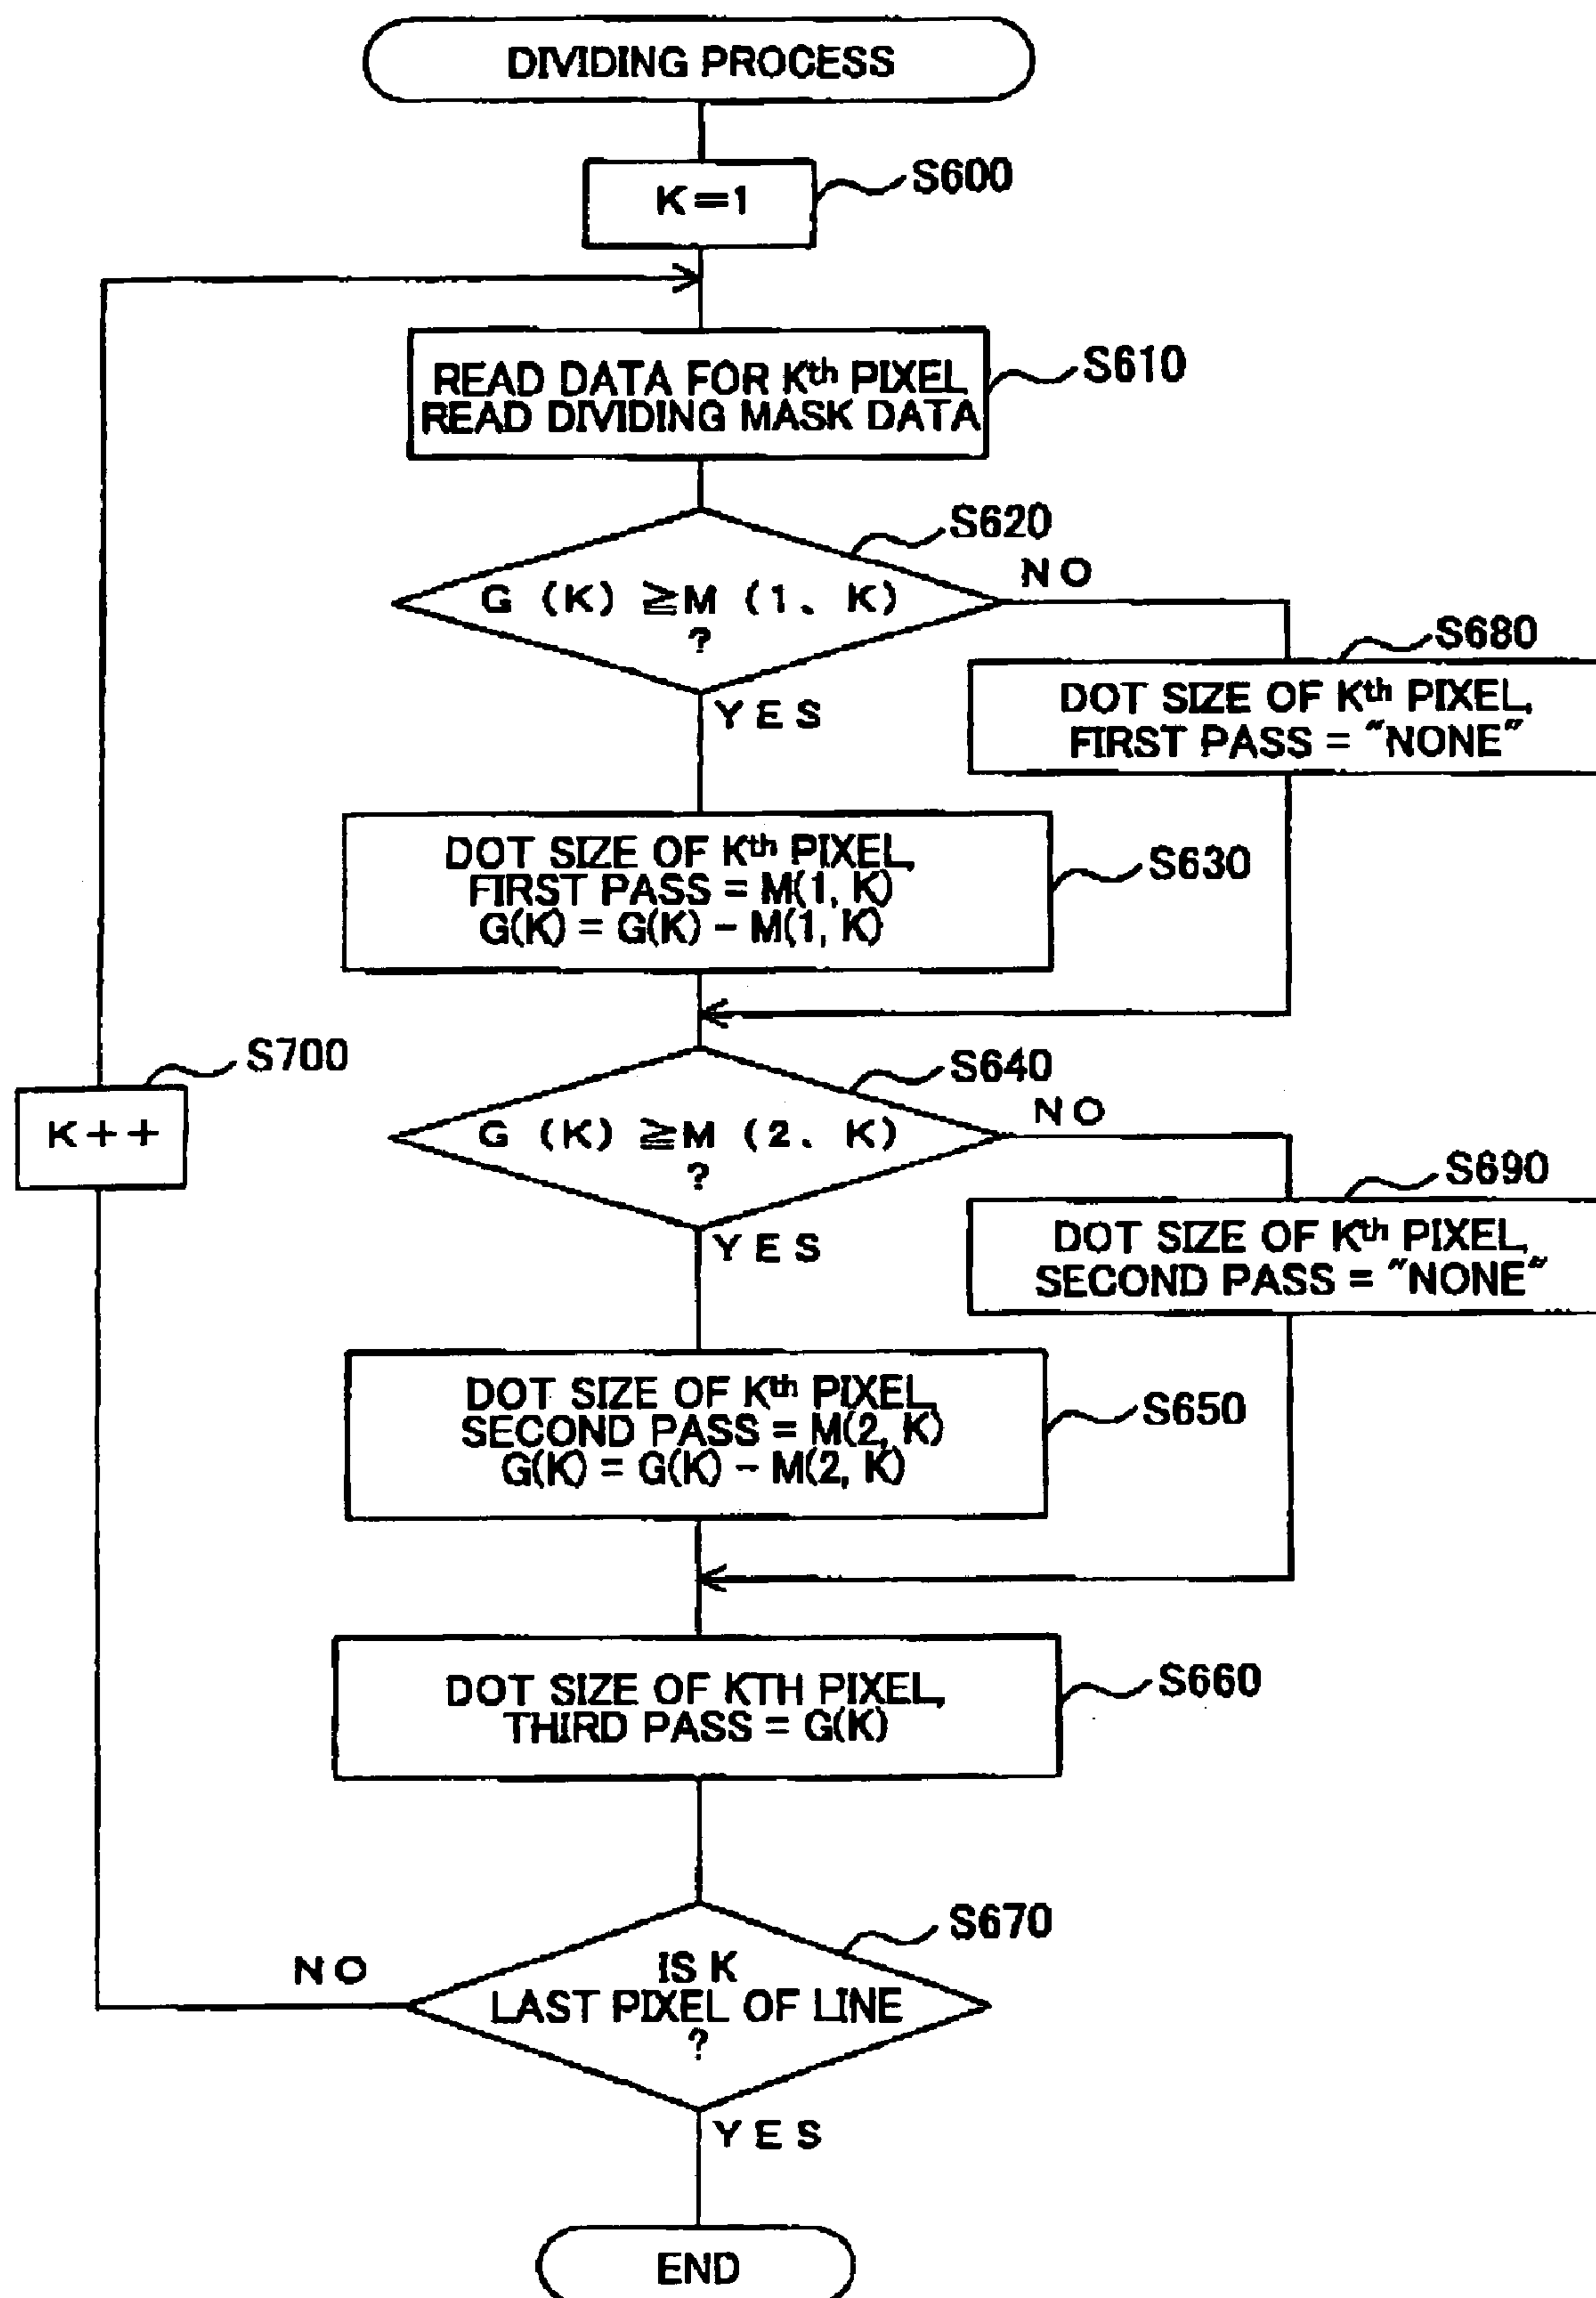 DIVIDING PROCESS
K=1
S600
READ DATA FOR Kth PIXEL
READ DIVIDING MASK DATA
S610
G (K) ≧M (1、K)
?
S620
NO
YES
DOT SIZE OF Kth PIXEL,
FIRST PASS = "NONE"
S680
DOT SIZE OF Kth PIXEL,
FIRST PASS = M(1, K)
G(K) = G(K) - M(1, K)
S630
G (K) ≧M (2、K)
?
S640
NO
YES
S700
K++
DOT SIZE OF Kth PIXEL,
SECOND PASS = "NONE"
S690
DOT SIZE OF Kth PIXEL,
SECOND PASS = M(2, K)
G(K) = G(K) - M(2, K)
S650
DOT SIZE OF KTH PIXEL,
THIRD PASS = G(K)
S660
IS K
LAST PIXEL OF LINE
?
S670
NO
YES
END